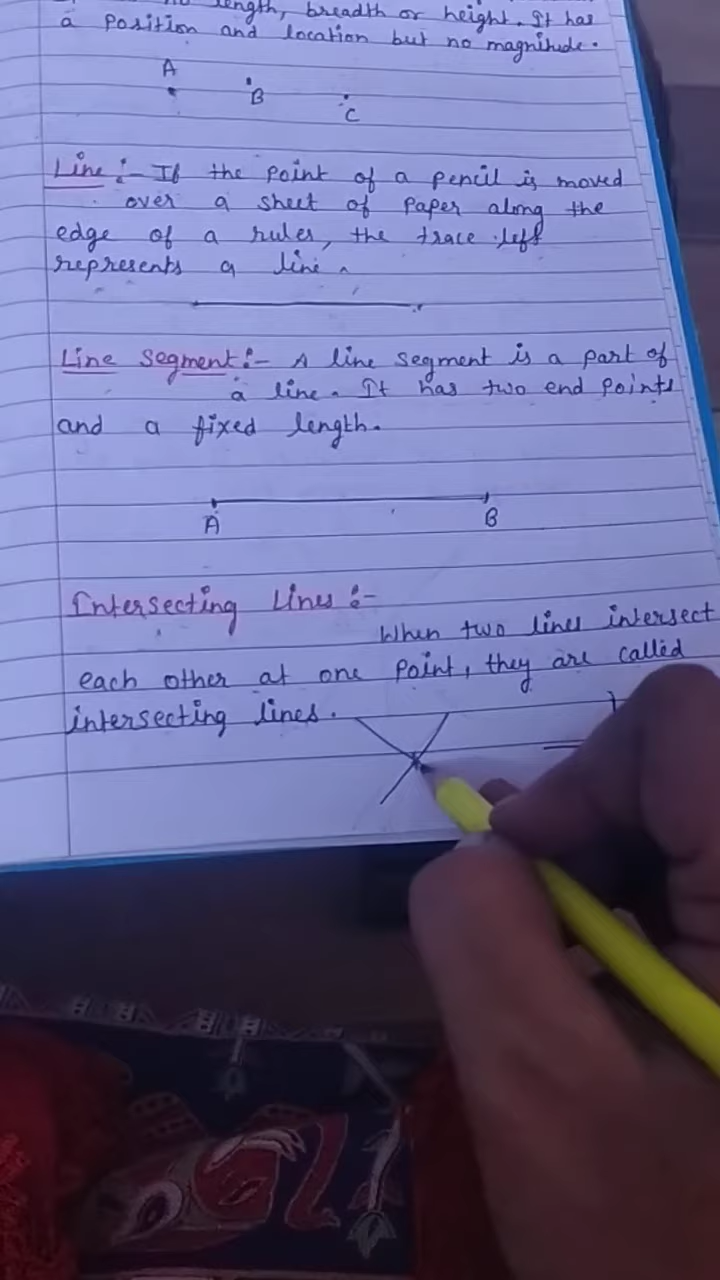 length, breadth or height. It has
a position and location but no magnitude.
A
B
C
Line :- If the point of a pencil is moved
over a sheet of paper along the
edge of a rules, the trace left
represents a line.
Line Segment :- A line segment is a part of
a line. It has two end points
and a fixed length.
A B
Intersecting Lines :-
When two lines intersect
each other at one point, they are called
intersecting lines.